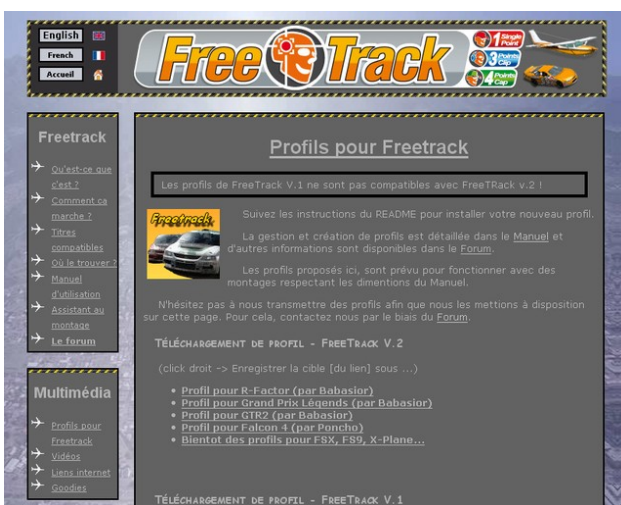 English
French
Accueil
FreeTrack
1 Single Point
3 Points Cap
4 Points Cap
Freetrack
Qu'est-ce que
c'est ?
Comment ca
marche ?
Titres
compatibles
Où le trouver ?
Manuel
d'utilisation
Assistant au
montage
Le forum
Multimédia
Profils pour
Freetrack
Vidéos
Liens internet
Goodies
Profils pour Freetrack
Les profils de FreeTrack V.1 ne sont pas compatibles avec FreeTRack v.2 !
Freetrack
Suivez les instructions du README pour installer votre nouveau profil.
La gestion et création de profils est détaillée dans le Manuel et
d'autres informations sont disponibles dans le Forum.
Les profils proposés ici, sont prévu pour fonctionner avec des
montages respectant les dimentions du Manuel.
N'hésitez pas à nous transmettre des profils afin que nous les mettions à disposition
sur cette page. Pour cela, contactez nous par le biais du Forum.
Téléchargement de profil - FreeTrack V.2
(click droit -> Enregistrer la cible [du lien] sous ...)
Profil pour R-Factor (par Babasior)
Profil pour Grand Prix Légends (par Babasior)
Profil pour GTR2 (par Babasior)
Profil pour Falcon 4 (par Poncho)
Bientot des profils pour FSX, FS9, X-Plane...
Téléchargement de profil - FreeTrack V.1